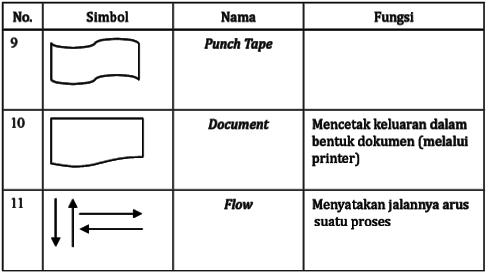 No. Simbol Nama Fungsi
9 Punch Tape
10 Document Mencetak keluaran dalam
bentuk dokumen (melalui
printer)
11 Flow Menyatakan jalannya arus
suatu proses